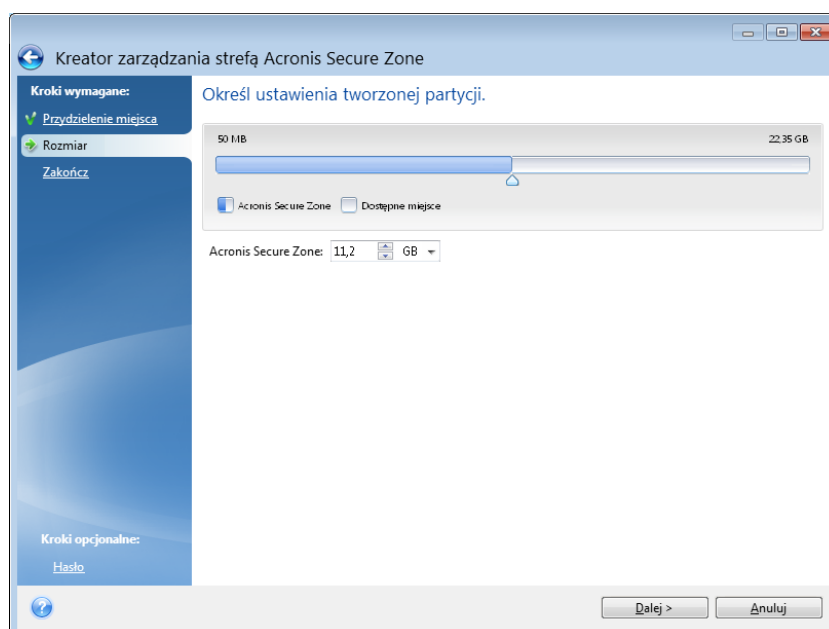 Kreator zarządzania strefą Acronis Secure Zone
Kroki wymagane:
Przydzielenie miejsca
Rozmiar
Zakończ
Kroki opcjonalne:
Hasło
Określ ustawienia tworzonej partycji.
50 MB 22,35 GB
Acronis Secure Zone Dostępne miejsce
Acronis Secure Zone: 11,2 GB
Dalej > Anuluj